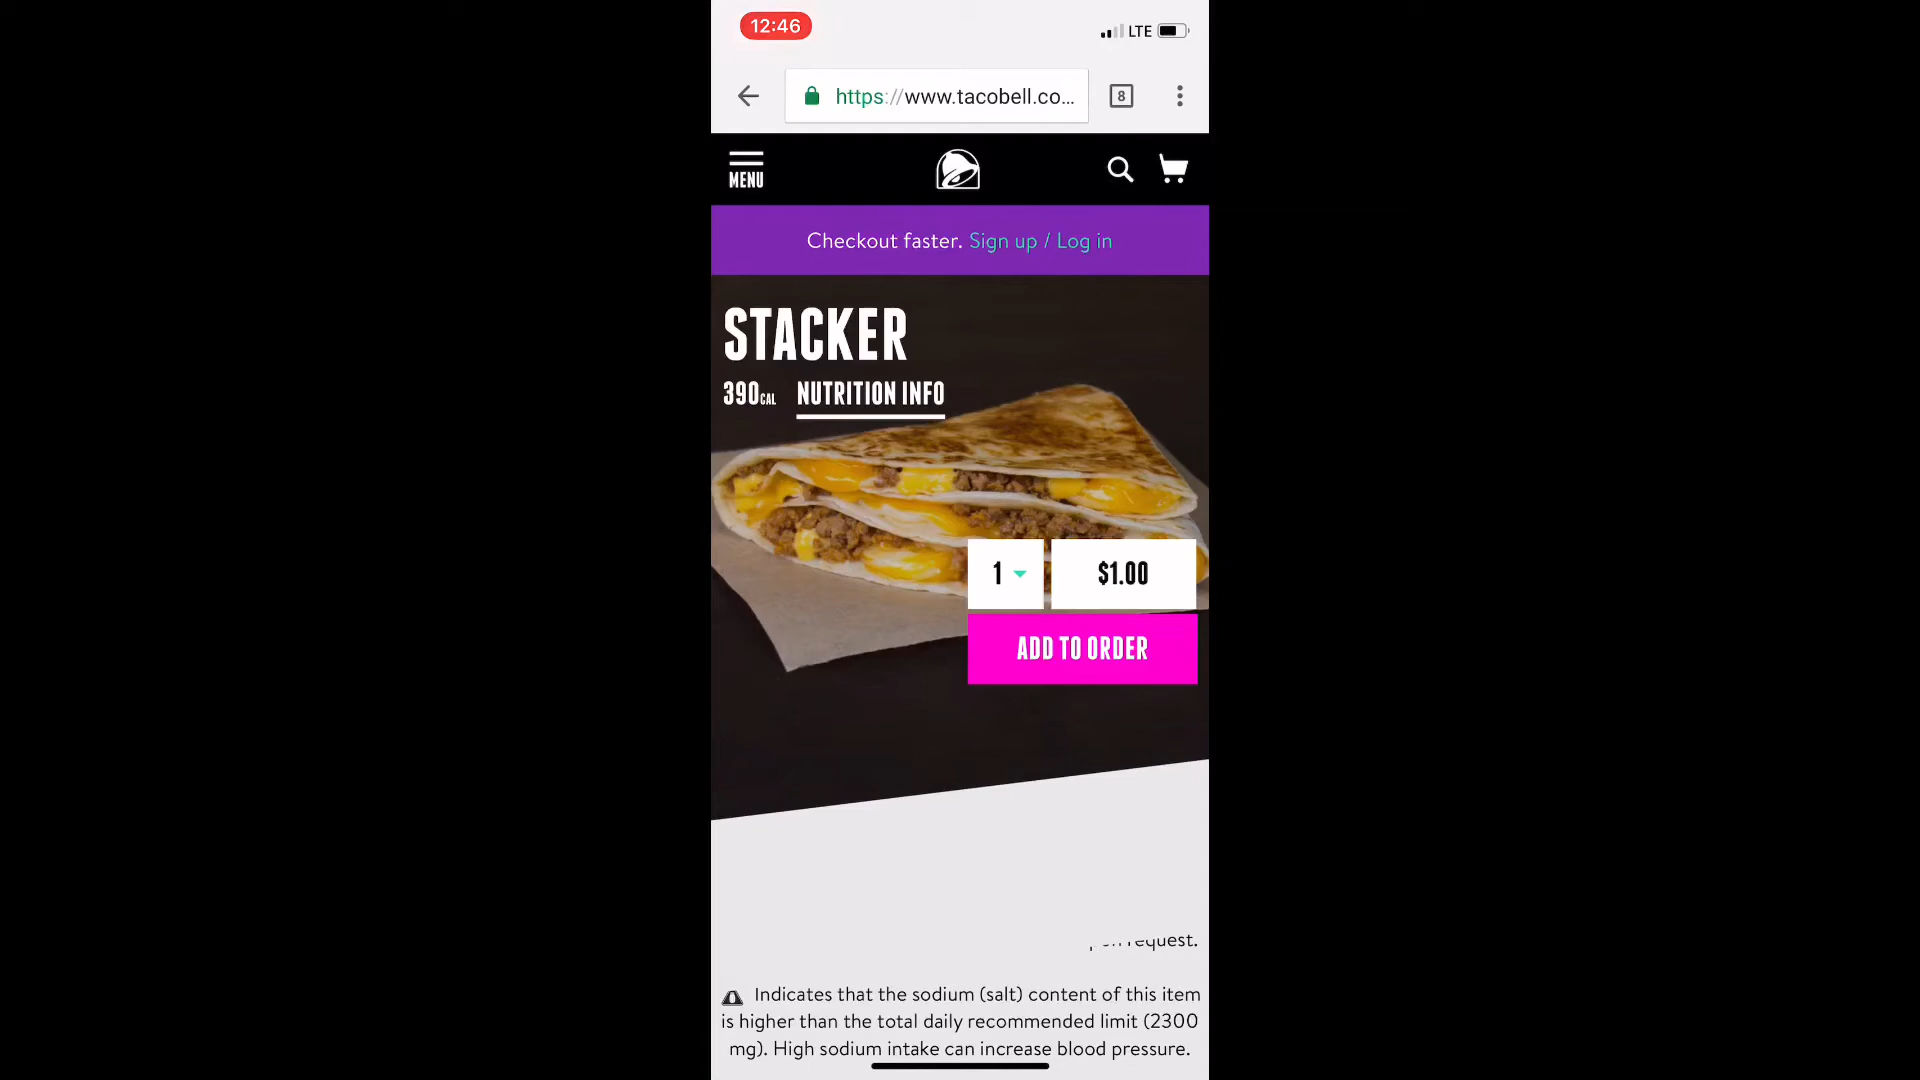 12:46 LTE
https://www.tacobell.co... 8
MENU
Checkout faster. Sign up / Log in
STACKER
390CAL NUTRITION INFO
1 $1.00
ADD TO ORDER
request.
Indicates that the sodium (salt) content of this item
is higher than the total daily recommended limit (2300
mg). High sodium intake can increase blood pressure.